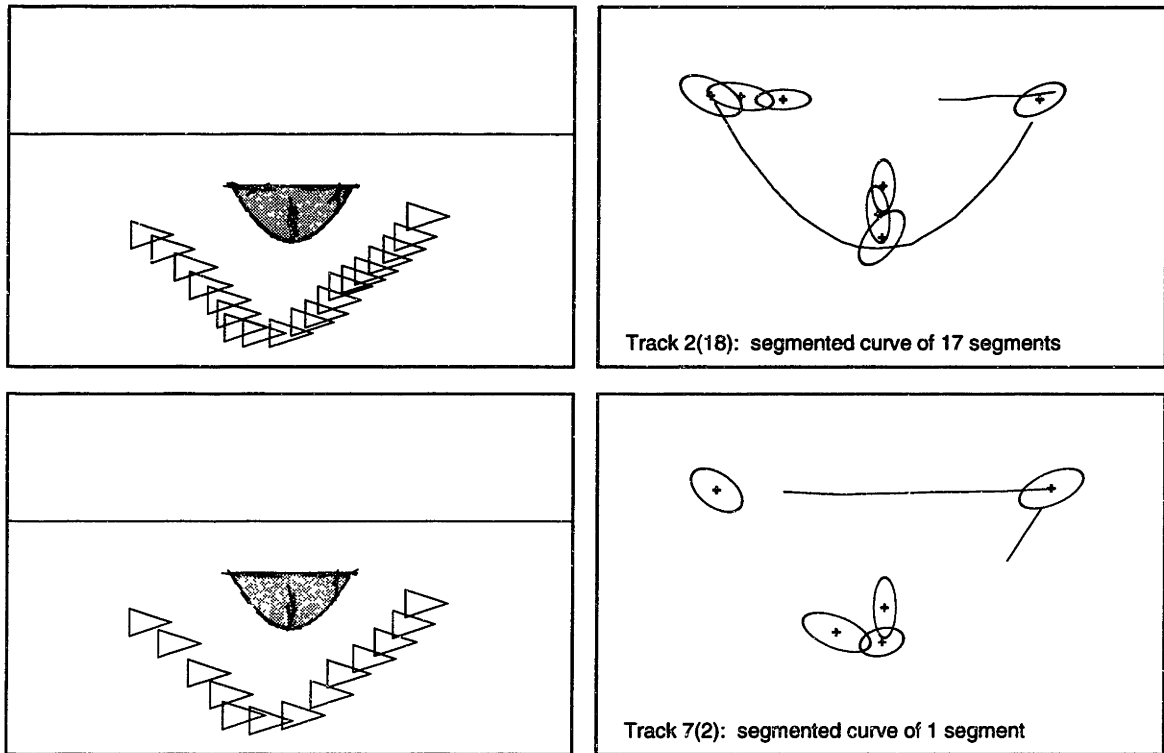 Track 2(18): segmented curve of 17 segments
Track 7(2): segmented curve of 1 segment